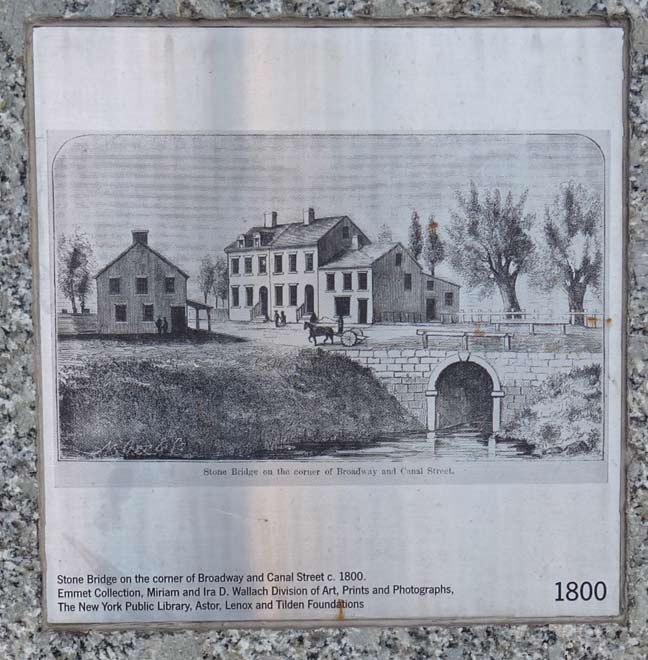 Stone Bridge on the corner of Broadway and Canal Street.
Stone Bridge on the corner of Broadway and Canal Street c. 1800.
Emmet Collection, Miriam and Ira D. Wallach Division of Art, Prints and Photographs,
The New York Public Library, Astor, Lenox and Tilden Foundations
1800